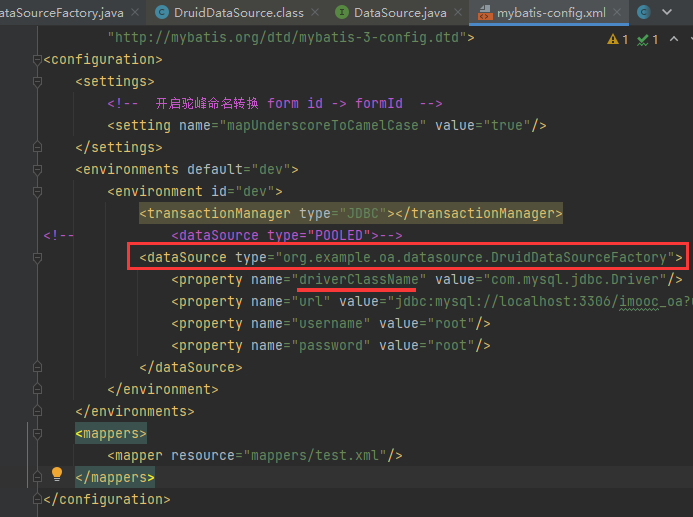 ataSourceFactory.java DruidDataSource.class DataSource.java mybatis-config.xml
"http://mybatis.org/dtd/mybatis-3-config.dtd"> 1 1
<configuration>
<settings>
<!-- 开启驼峰命名转换 form id -> formId -->
<setting name="mapUnderscoreToCamelCase" value="true"/>
</settings>
<environments default="dev">
<environment id="dev">
<transactionManager type="JDBC"></transactionManager>
<!-- <dataSource type="POOLED">-->
<dataSource type="org.example.oa.datasource.DruidDataSourceFactory">
<property name="driverClassName" value="com.mysql.jdbc.Driver"/>
<property name="url" value="jdbc:mysql://localhost:3306/imooc_oa?
<property name="username" value="root"/>
<property name="password" value="root"/>
</dataSource>
</environment>
</environments>
<mappers>
<mapper resource="mappers/test.xml"/>
</mappers>
</configuration>